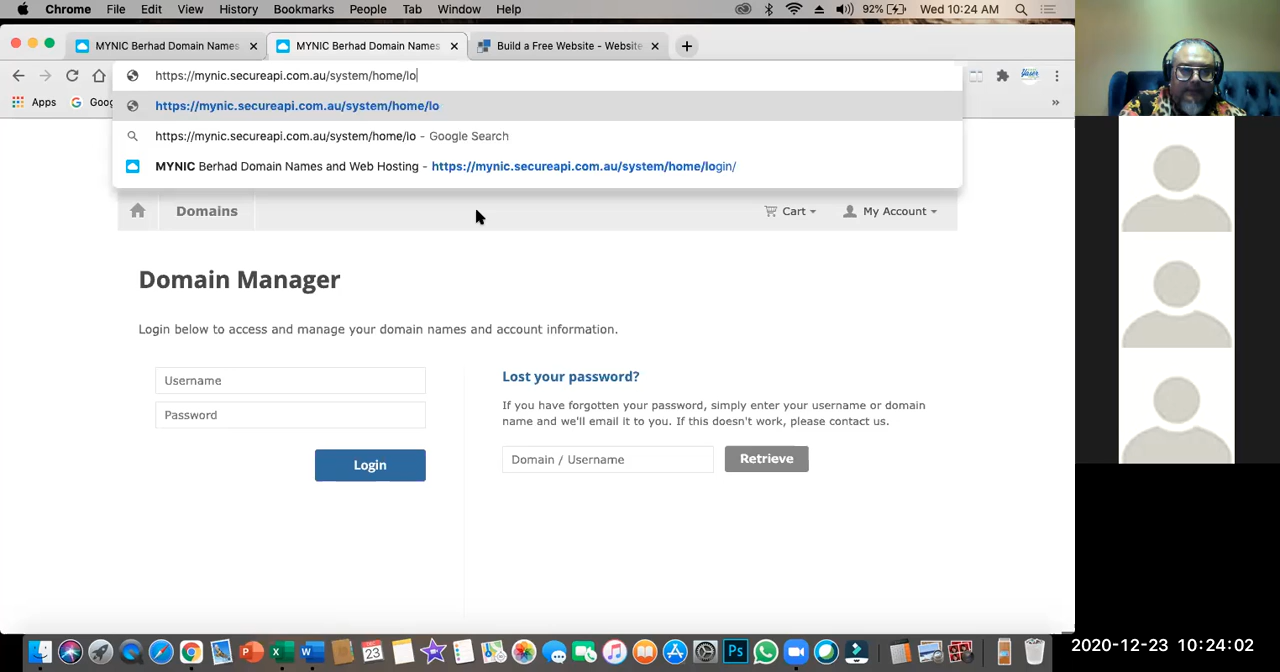 Chrome File Edit View History Bookmarks People Tab Window Help 92% Wed 10:24 AM
MYNIC Berhad Domain Names
MYNIC Berhad Domain Names
Build a Free Website - Website
https://mynic.secureapi.com.au/system/home/lo
Apps G Goog
https://mynic.secureapi.com.au/system/home/lo
https://mynic.secureapi.com.au/system/home/lo - Google Search
MYNIC Berhad Domain Names and Web Hosting - https://mynic.secureapi.com.au/system/home/login/
Domains Cart My Account
Domain Manager
Login below to access and manage your domain names and account information.
Username
Password
Login
Lost your password?
If you have forgotten your password, simply enter your username or domain
name and we'll email it to you. If this doesn't work, please contact us.
Domain / Username Retrieve
23
Ps
2020-12-23 10:24:02